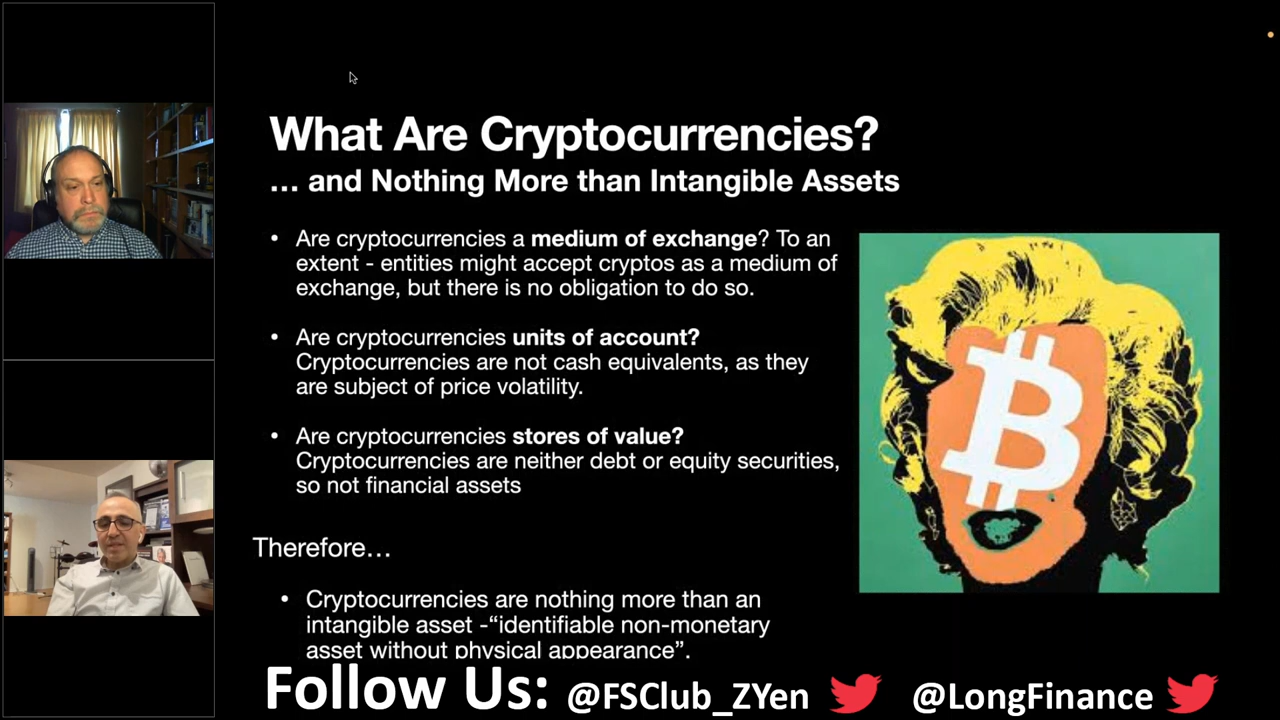 What Are Cryptocurrencies?
... and Nothing More than Intangible Assets
• Are cryptocurrencies a medium of exchange? To an
extent - entities might accept cryptos as a medium of
exchange, but there is no obligation to do so.
• Are cryptocurrencies units of account?
Cryptocurrencies are not cash equivalents, as they
are subject of price volatility.
• Are cryptocurrencies stores of value?
Cryptocurrencies are neither debt or equity securities,
so not financial assets
Therefore...
• Cryptocurrencies are nothing more than an
intangible asset -“identifiable non-monetary
asset without physical appearance”.
Follow Us: @FSClub_ZYen @LongFinance